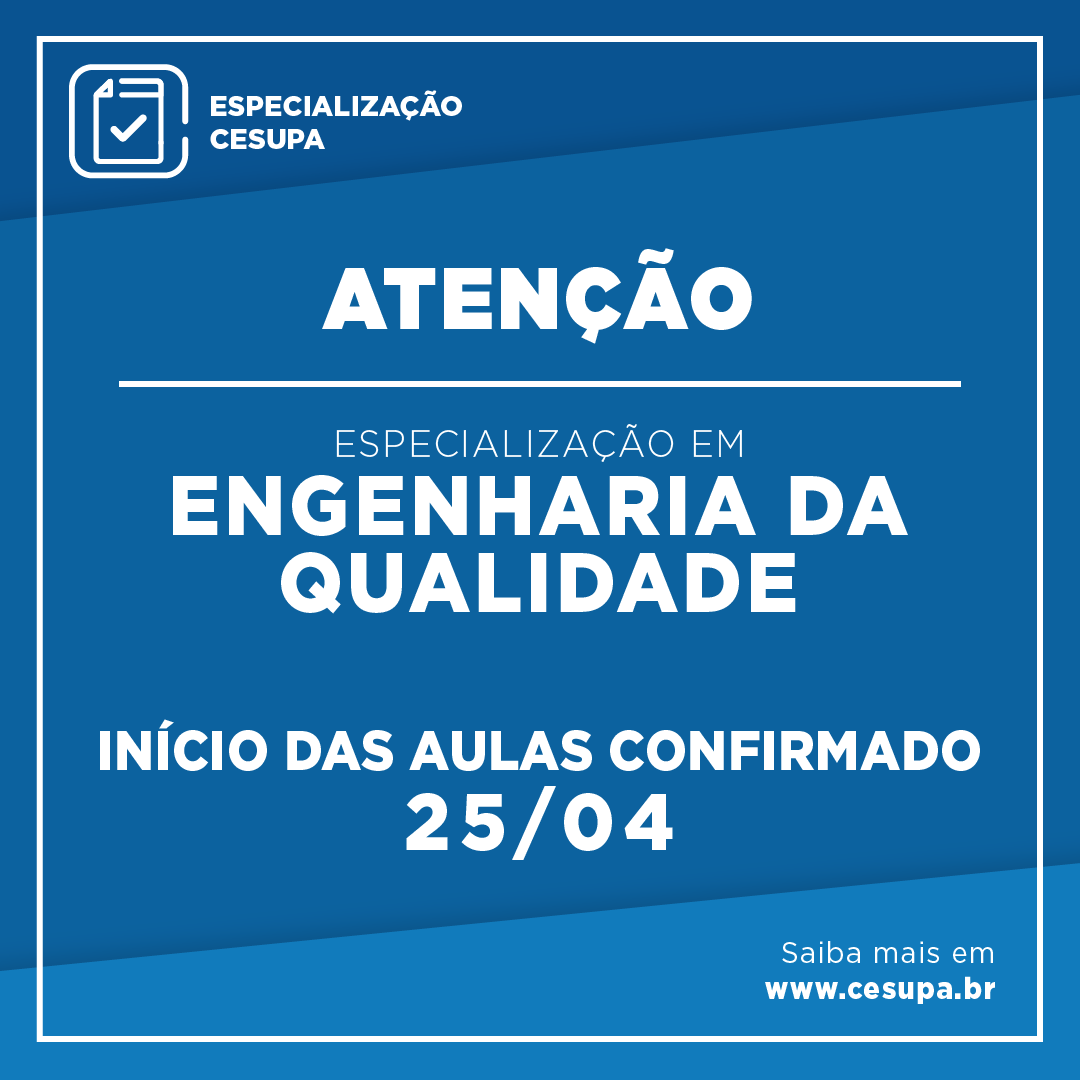 ESPECIALIZAÇÃO
CESUPA
ATENÇÃO
ESPECIALIZAÇÃO EM
ENGENHARIA DA
QUALIDADE
INÍCIO DAS AULAS CONFIRMADO
25/04
Saiba mais em
www.cesupa.br